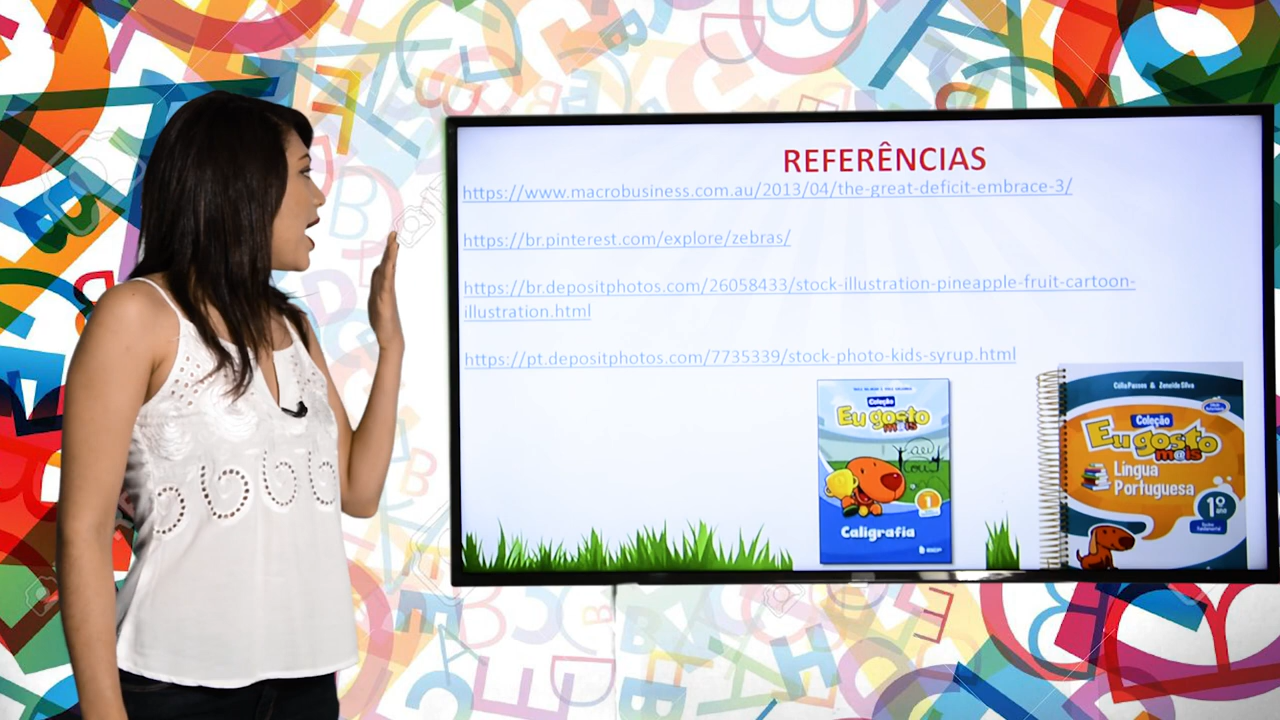 REFERÊNCIAS
https://www.macrobusiness.com.au/2013/04/the-great-deficit-embrace-3/
https://br.pinterest.com/explore/zebras/
https://br.depositphotos.com/26058433/stock-illustration-pineapple-fruit-cartoon-
illustration.html
https://pt.depositphotos.com/7735339/stock-photo-kids-syrup.html
Coleção
Eu gosto
m@is
1
Caligrafia
Célia Passos & Zeneide Silva
Coleção
Eu gosto
m@is
Língua
Portuguesa
1º
ano